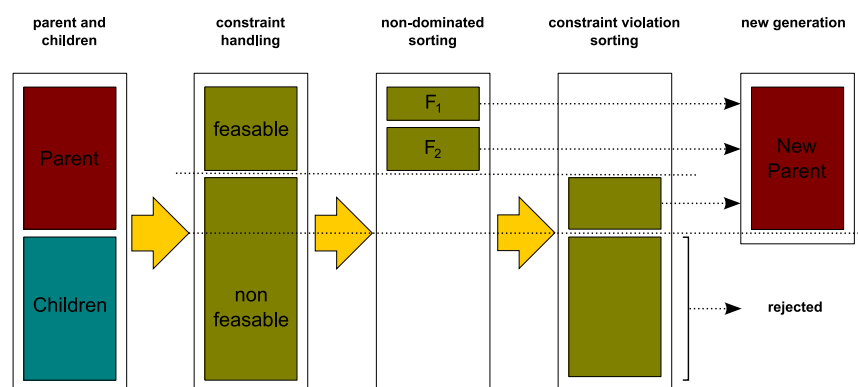 parent and
children
constraint
handling
non-dominated
sorting
constraint violation
sorting
new generation
Parent
Children
feasable
non
feasable
F1
F2
New
Parent
rejected